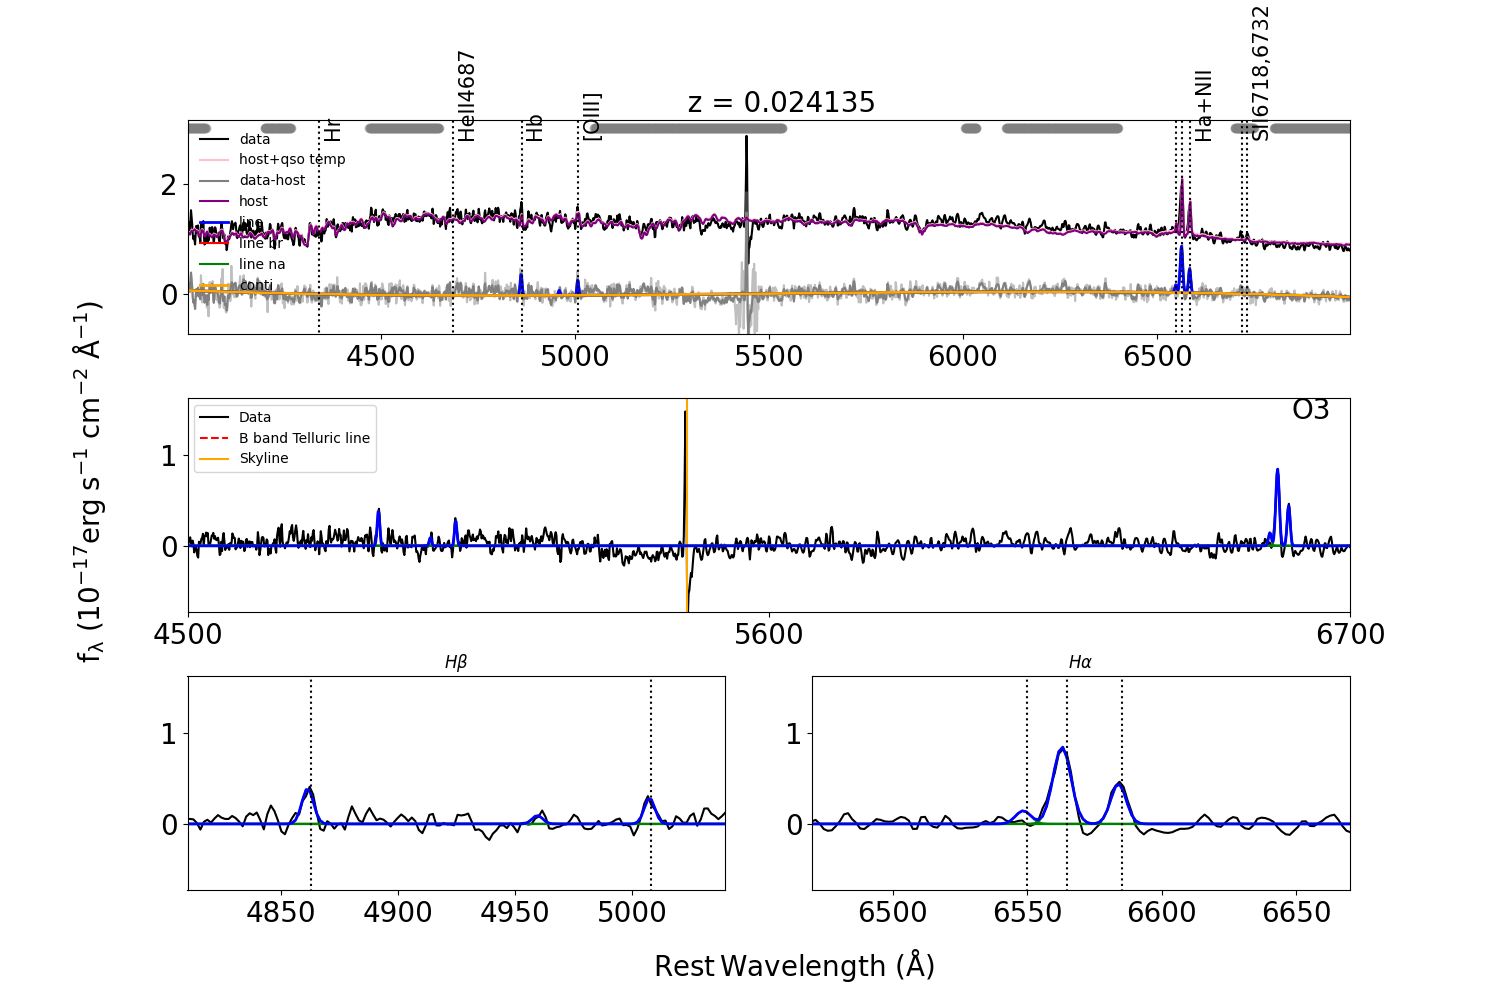 z = 0.024135
Hr
HeII4687
Hb
[OIII]
Ha+NII
SII6718,6732
data
host+qso temp
data-host
host
line
line br
line na
conti
2
0
4500
5000
5500
6000
6500
fλ (10⁻¹⁷erg s⁻¹ cm⁻² Å⁻¹)
O3
Data
B band Telluric line
Skyline
1
0
4500
5600
6700
Hβ
1
0
4850
4900
4950
5000
Hα
1
0
6500
6550
6600
6650
Rest Wavelength (Å)